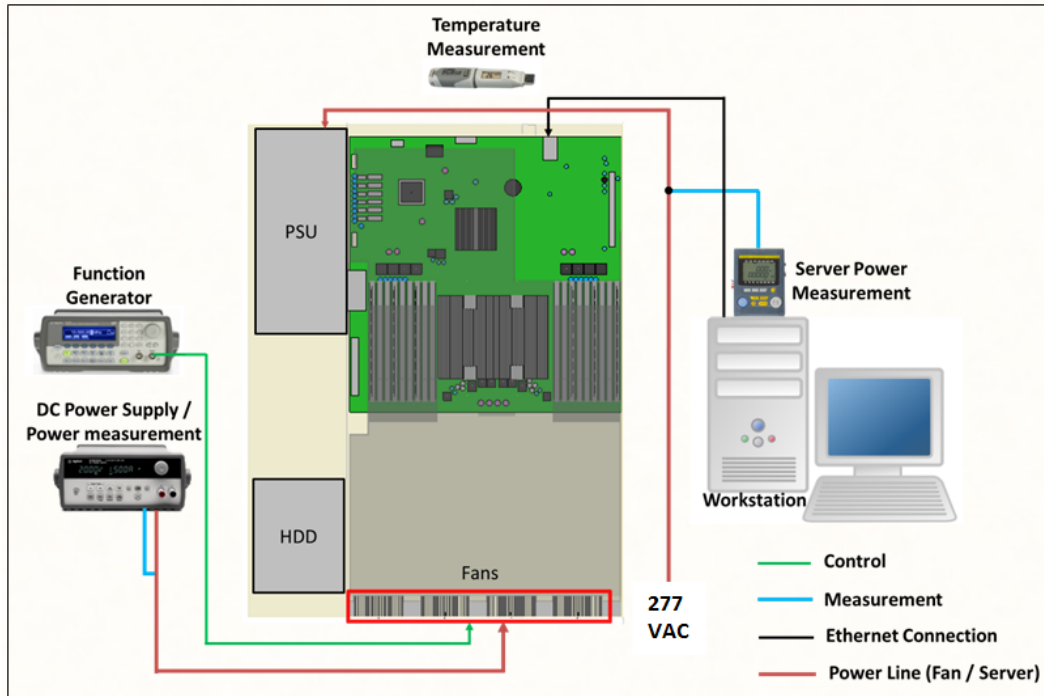 Temperature
Measurement
PSU
Function
Generator
Server Power
Measurement
DC Power Supply /
Power measurement
HDD
Workstation
Fans
277
VAC
Control
Measurement
Ethernet Connection
Power Line (Fan / Server)